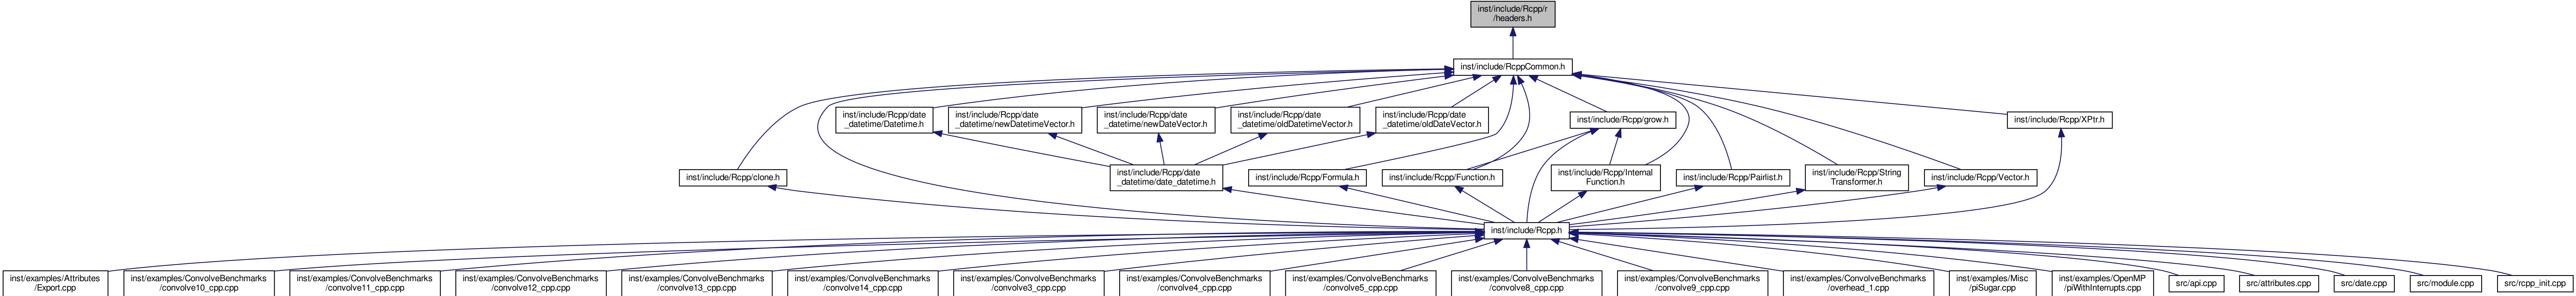 inst/include/Rcpp/r
/headers.h
inst/include/RcppCommon.h
inst/include/Rcpp/date
_datetime/Datetime.h
inst/include/Rcpp/date
_datetime/newDatetimeVector.h
inst/include/Rcpp/date
_datetime/newDateVector.h
inst/include/Rcpp/date
_datetime/oldDatetimeVector.h
inst/include/Rcpp/date
_datetime/oldDateVector.h
inst/include/Rcpp/grow.h
inst/include/Rcpp/XPtr.h
inst/include/Rcpp/clone.h
inst/include/Rcpp/date
_datetime/date_datetime.h
inst/include/Rcpp/Formula.h
inst/include/Rcpp/Function.h
inst/include/Rcpp/Internal
Function.h
inst/include/Rcpp/Pairlist.h
inst/include/Rcpp/String
Transformer.h
inst/include/Rcpp/Vector.h
inst/include/Rcpp.h
inst/examples/Attributes
/Export.cpp
inst/examples/ConvolveBenchmarks
/convolve10_cpp.cpp
inst/examples/ConvolveBenchmarks
/convolve11_cpp.cpp
inst/examples/ConvolveBenchmarks
/convolve12_cpp.cpp
inst/examples/ConvolveBenchmarks
/convolve13_cpp.cpp
inst/examples/ConvolveBenchmarks
/convolve14_cpp.cpp
inst/examples/ConvolveBenchmarks
/convolve3_cpp.cpp
inst/examples/ConvolveBenchmarks
/convolve4_cpp.cpp
inst/examples/ConvolveBenchmarks
/convolve5_cpp.cpp
inst/examples/ConvolveBenchmarks
/convolve8_cpp.cpp
inst/examples/ConvolveBenchmarks
/convolve9_cpp.cpp
inst/examples/ConvolveBenchmarks
/overhead_1.cpp
inst/examples/Misc
/piSugar.cpp
inst/examples/OpenMP
/piWithInterrupts.cpp
src/api.cpp
src/attributes.cpp
src/date.cpp
src/module.cpp
src/rcpp_init.cpp